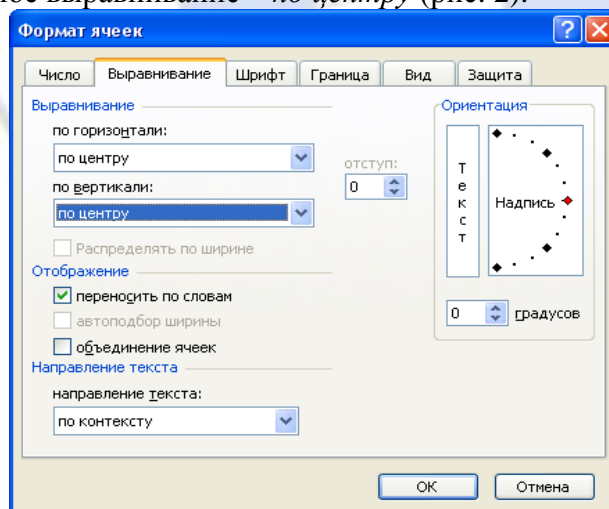 ное выравнивание – по центру (рис. 2).
Формат ячеек
Число Выравнивание Шрифт Граница Вид Защита
Выравнивание
по горизонтали:
по центру
отступ:
по вертикали:
0
по центру
Распределять по ширине
Отображение
переносить по словам
автоподбор ширины
объединение ячеек
Направление текста
направление текста:
по контексту
Ориентация
Текст
Надпись
0 градусов
ОК Отмена